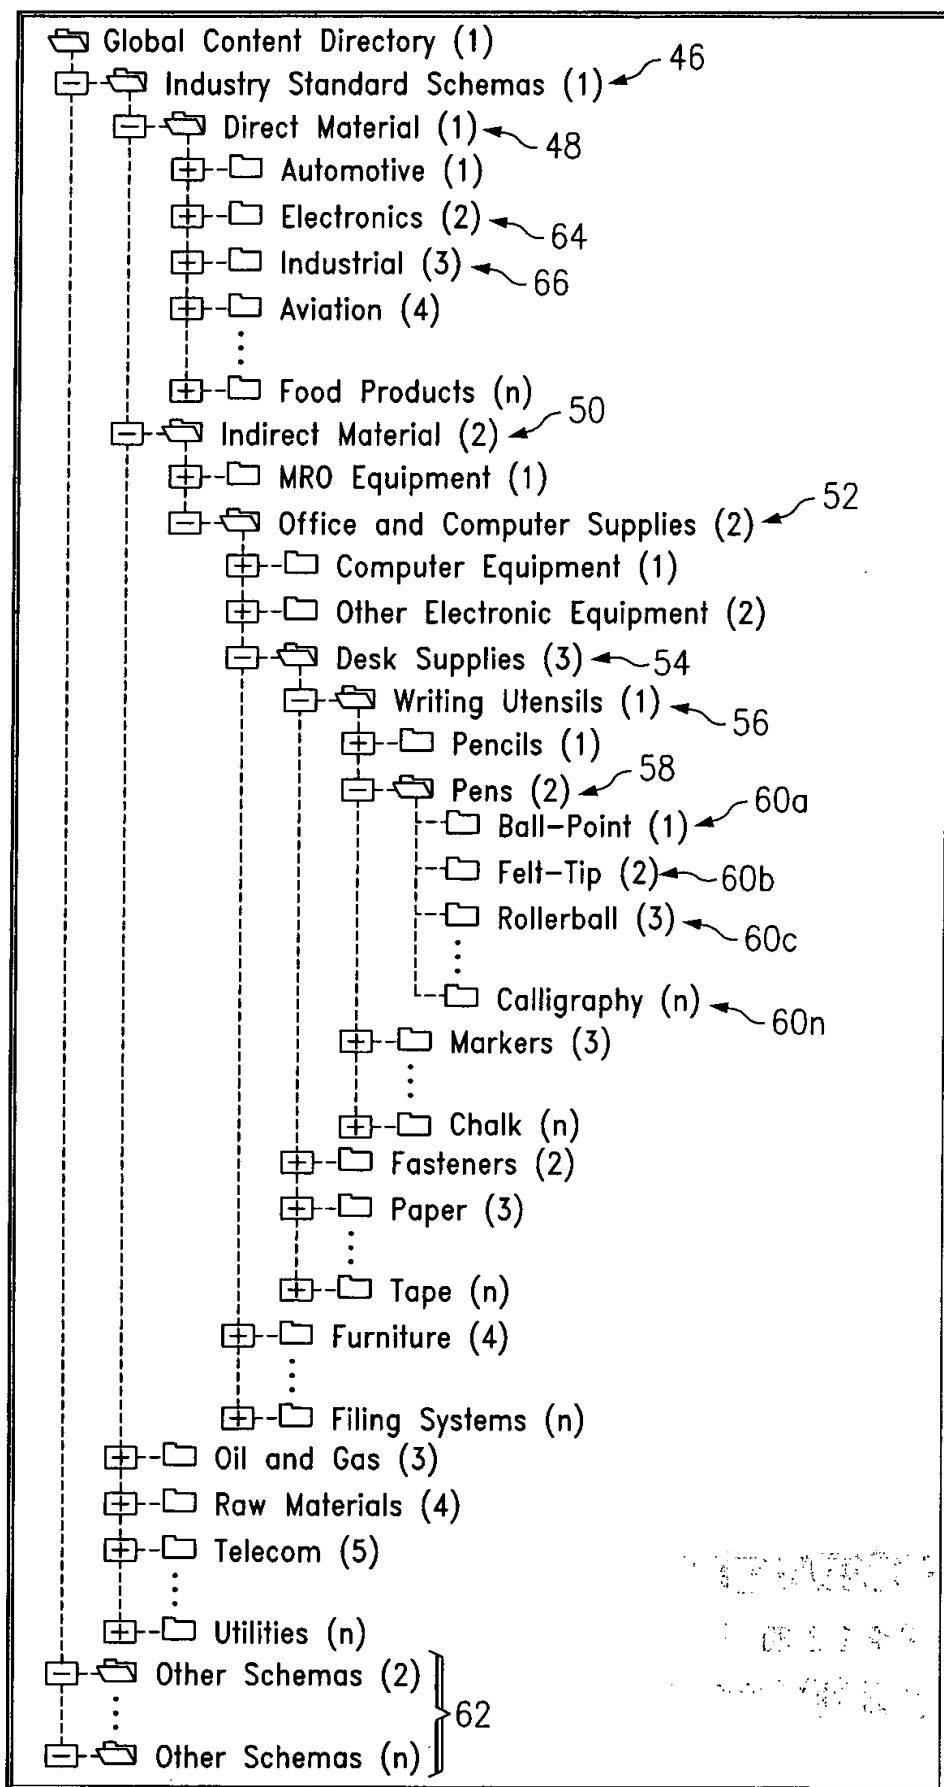 Global Content Directory (1)
Industry Standard Schemas (1) 46
Direct Material (1) 48
Automotive (1)
Electronics (2) 64
Industrial (3) 66
Aviation (4)
Food Products (n)
Indirect Material (2) 50
MRO Equipment (1)
Office and Computer Supplies (2) 52
Computer Equipment (1)
Other Electronic Equipment (2)
Desk Supplies (3) 54
Writing Utensils (1) 56
Pencils (1)
Pens (2) 58
Ball-Point (1) 60a
Felt-Tip (2) 60b
Rollerball (3) 60c
Calligraphy (n) 60n
Markers (3)
Chalk (n)
Fasteners (2)
Paper (3)
Tape (n)
Furniture (4)
Filing Systems (n)
Oil and Gas (3)
Raw Materials (4)
Telecom (5)
Utilities (n)
Other Schemas (2)
62
Other Schemas (n)